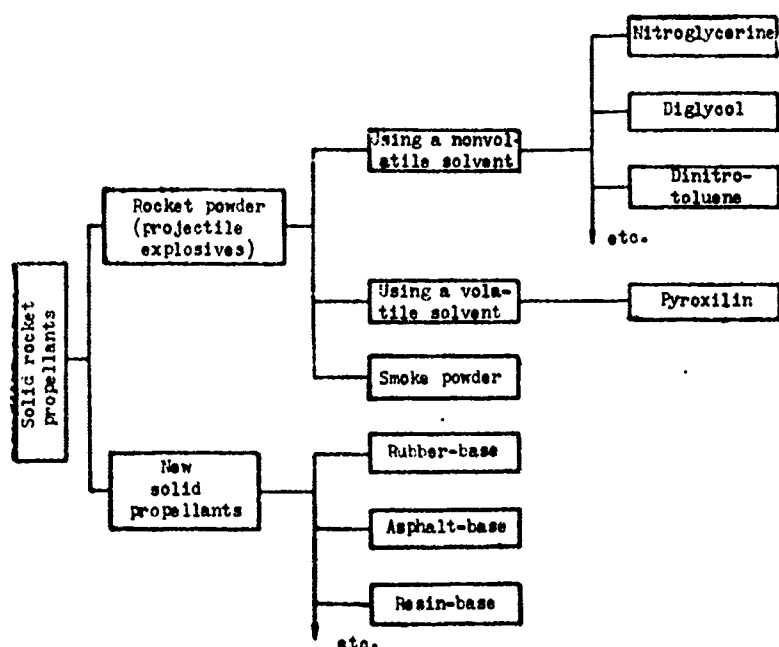 Solid rocket
propellants
Rocket powder
(projectile
explosives)
Using a nonvol-
atile solvent
Nitroglycerine
Diglycol
Dinitro-
toluene
etc.
Using a vola-
tile solvent
Pyroxilin
Smoke powder
New
solid
propellants
Rubber-base
Asphalt-base
Resin-base
etc.